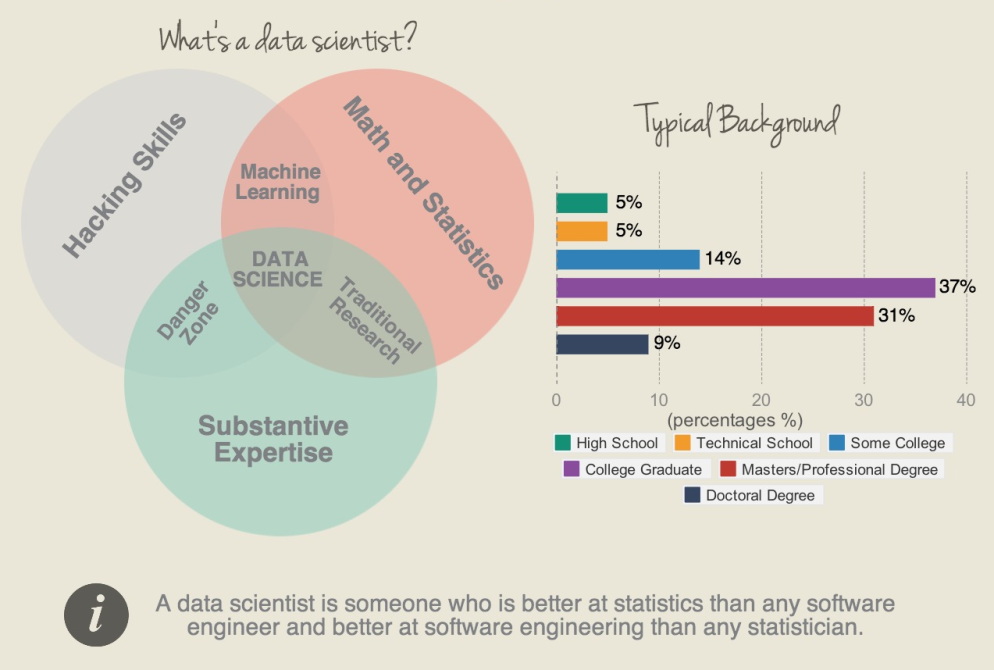 What's a data scientist?
Hacking Skills
Math and Statistics
Machine
Learning
DATA
SCIENCE
Danger
Zone
Traditional
Research
Substantive
Expertise
Typical Background
5%
5%
14%
37%
31%
9%
0 10 20 30 40
(percentages %)
High School Technical School Some College
College Graduate Masters/Professional Degree
Doctoral Degree
i
A data scientist is someone who is better at statistics than any software
engineer and better at software engineering than any statistician.